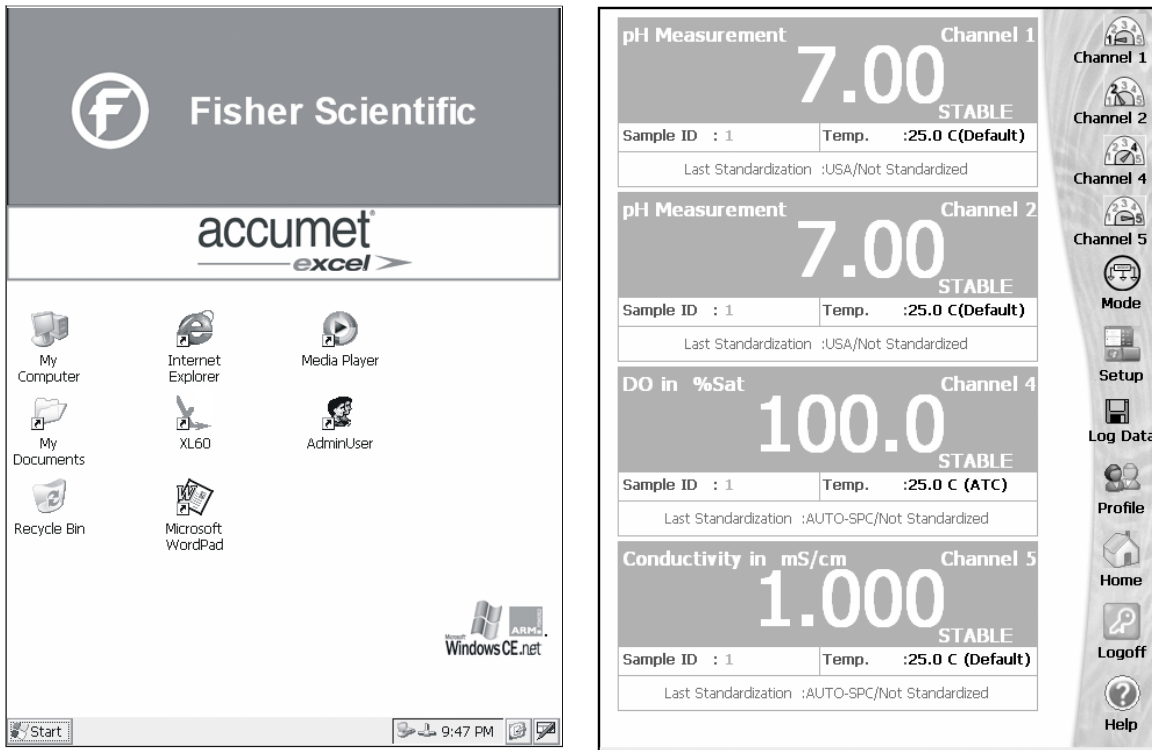 Fisher Scientific
accumet®
excel
My
Computer
Internet
Explorer
Media Player
My
Documents
XL60
AdminUser
Recycle Bin
Microsoft
WordPad
ARM
Microsoft
Windows CE.net
Start
9:47 PM
pH Measurement Channel 1
7.00
STABLE
Sample ID : 1 Temp. :25.0 C(Default)
Last Standardization :USA/Not Standardized
pH Measurement Channel 2
7.00
STABLE
Sample ID : 1 Temp. :25.0 C(Default)
Last Standardization :USA/Not Standardized
DO in %Sat Channel 4
100.0
STABLE
Sample ID : 1 Temp. :25.0 C (ATC)
Last Standardization :AUTO-SPC/Not Standardized
Conductivity in mS/cm Channel 5
1.000
STABLE
Sample ID : 1 Temp. :25.0 C (Default)
Last Standardization :AUTO-SPC/Not Standardized
Channel 1
Channel 2
Channel 4
Channel 5
Mode
Setup
Log Data
Profile
Home
Logoff
Help